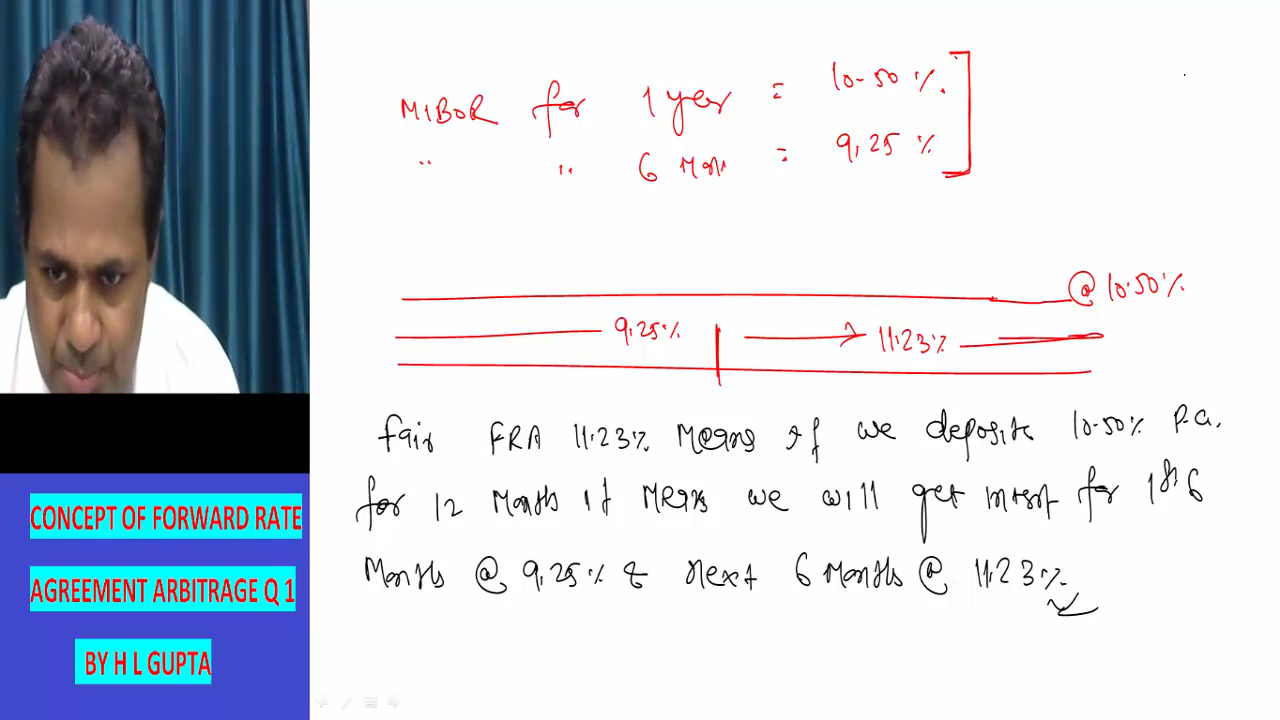 MIBOR for 1 year = 10.50 %.
" " 6 Mon = 9.25 %
@ 10.50%
9.25% 11.23%
fair FRA 11.23% Means if we deposite 10.50% P.a.
for 12 Months it Means we will get intrst for 1st 6
Months @ 9.25% & next 6 Months @ 11.23%.
CONCEPT OF FORWARD RATE
AGREEMENT ARBITRAGE Q 1
BY H L GUPTA